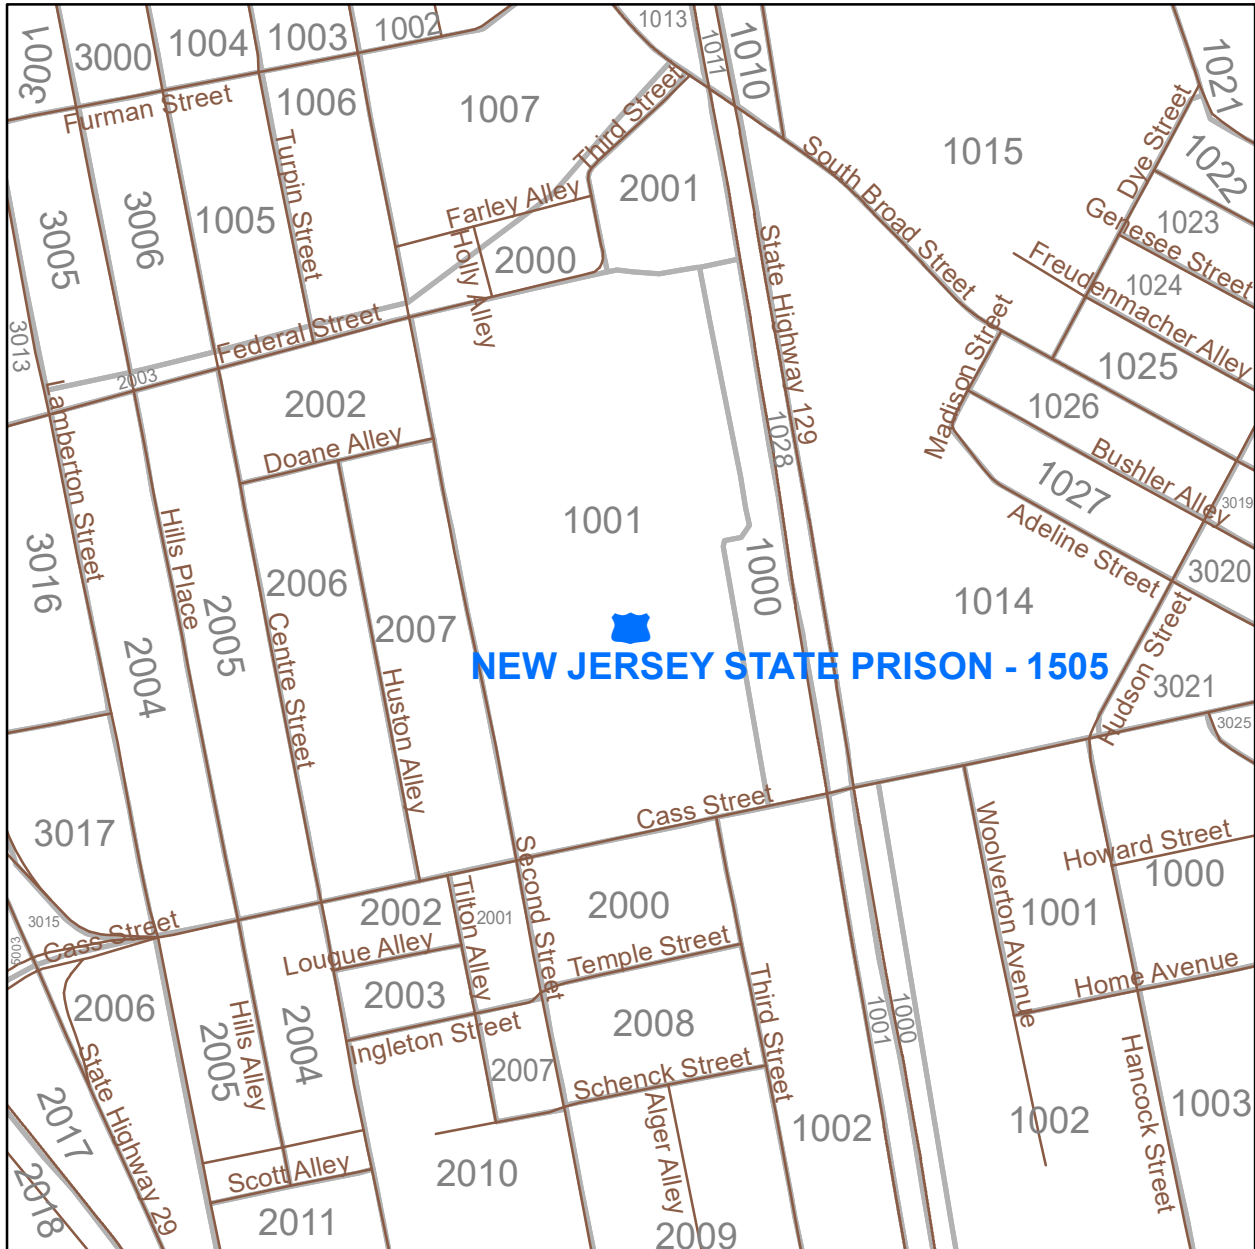 3001
3000
1004
1003
1002
1013
1011
1010
1021
Furman Street
1006
1007
Third Street
1015
Dye Street
1022
3005
3006
1005
Turpin Street
Farley Alley
2001
South Broad Street
1023
Genesee Street
Holly Alley
2000
State Highway 129
Freudenmacher Alley
1024
3013
Federal Street
2003
Madison Street
1025
2002
Doane Alley
1026
1028
Bushler Alley
Lamberton Street
1027
3019
Hills Place
1001
Adeline Street
3016
2006
1000
3020
2004
2005
Centre Street
2007
1014
Hudson Street
NEW JERSEY STATE PRISON - 1505
3021
Huston Alley
3025
Cass Street
3017
Second Street
Woolverton Avenue
Howard Street
1000
2002
Tilton Alley
2001
2000
1001
3015
Cass Street
5003
Lougue Alley
Temple Street
2003
Third Street
Home Avenue
2006
2005
Hills Alley
2004
Ingleton Street
2008
1001
1000
State Highway 29
2007
Schenck Street
Hancock Street
2017
Alger Alley
1002
1002
1003
2018
Scott Alley
2010
2011
2009